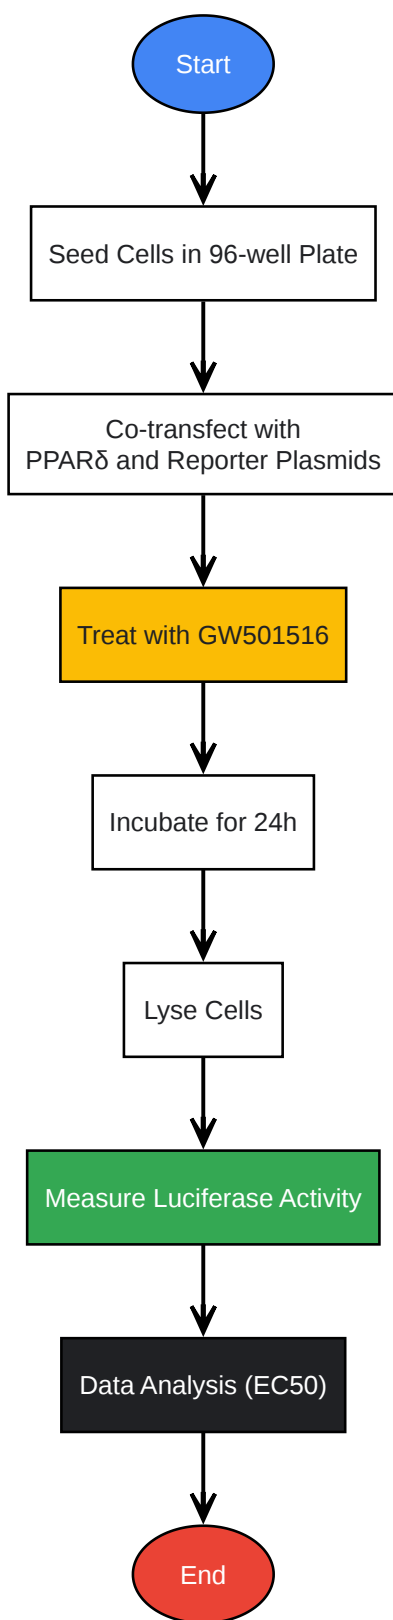 Start
Seed Cells in 96-well Plate
Co-transfect with
PPARδ and Reporter Plasmids
Treat with GW501516
Incubate for 24h
Lyse Cells
Measure Luciferase Activity
Data Analysis (EC50)
End